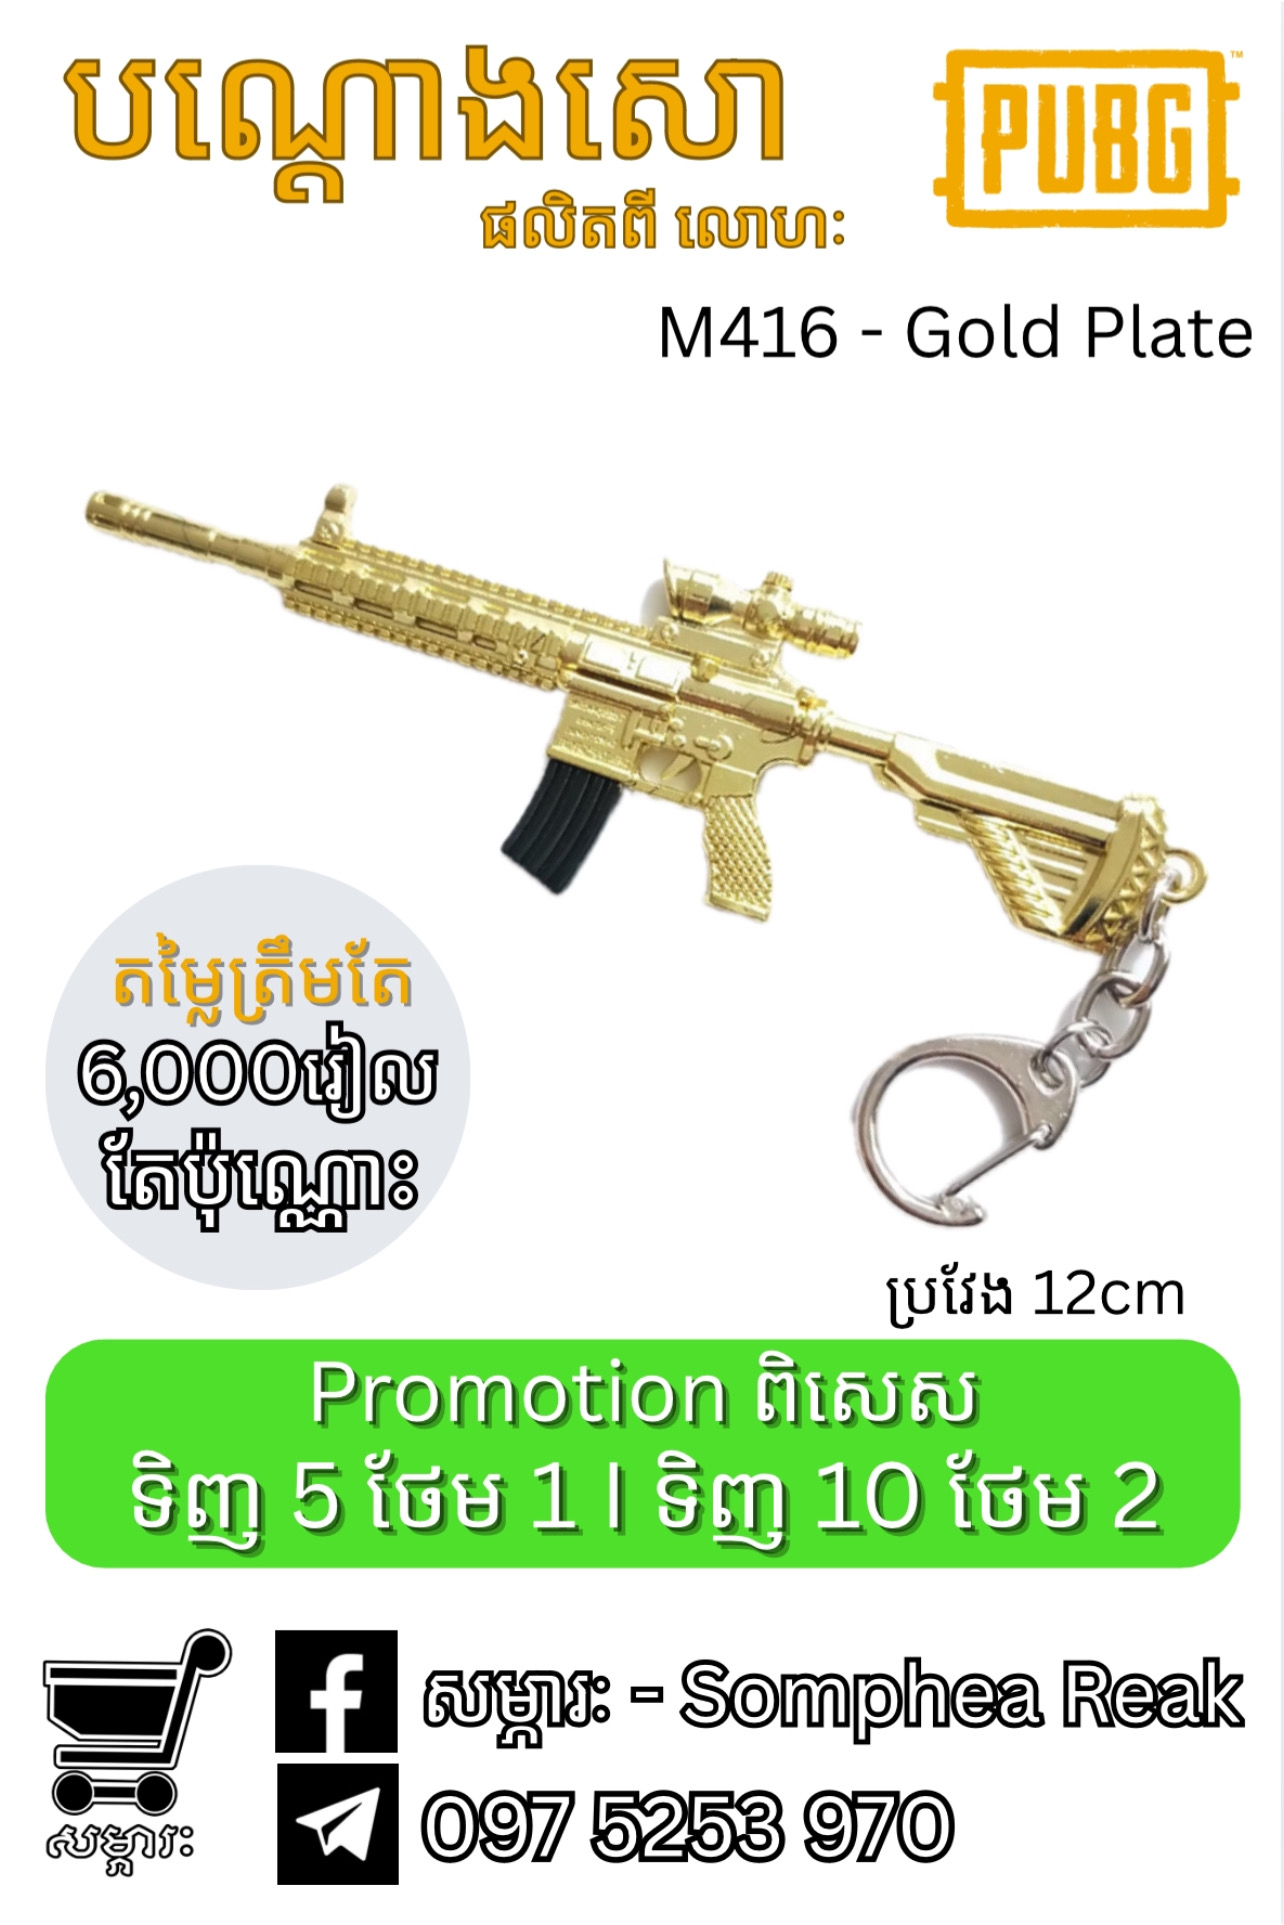 បណ្ដោងសោ
PUBG™
ផលិតពី លោហៈ
M416 - Gold Plate
តម្លៃត្រឹមតែ
6,000រៀល
តែប៉ុណ្ណោះ
ប្រវែង 12cm
Promotion ពិសេស
ទិញ 5 ថែម 1 | ទិញ 10 ថែម 2
សម្ភារៈ - Somphea Reak
097 5253 970
សម្ភារៈ